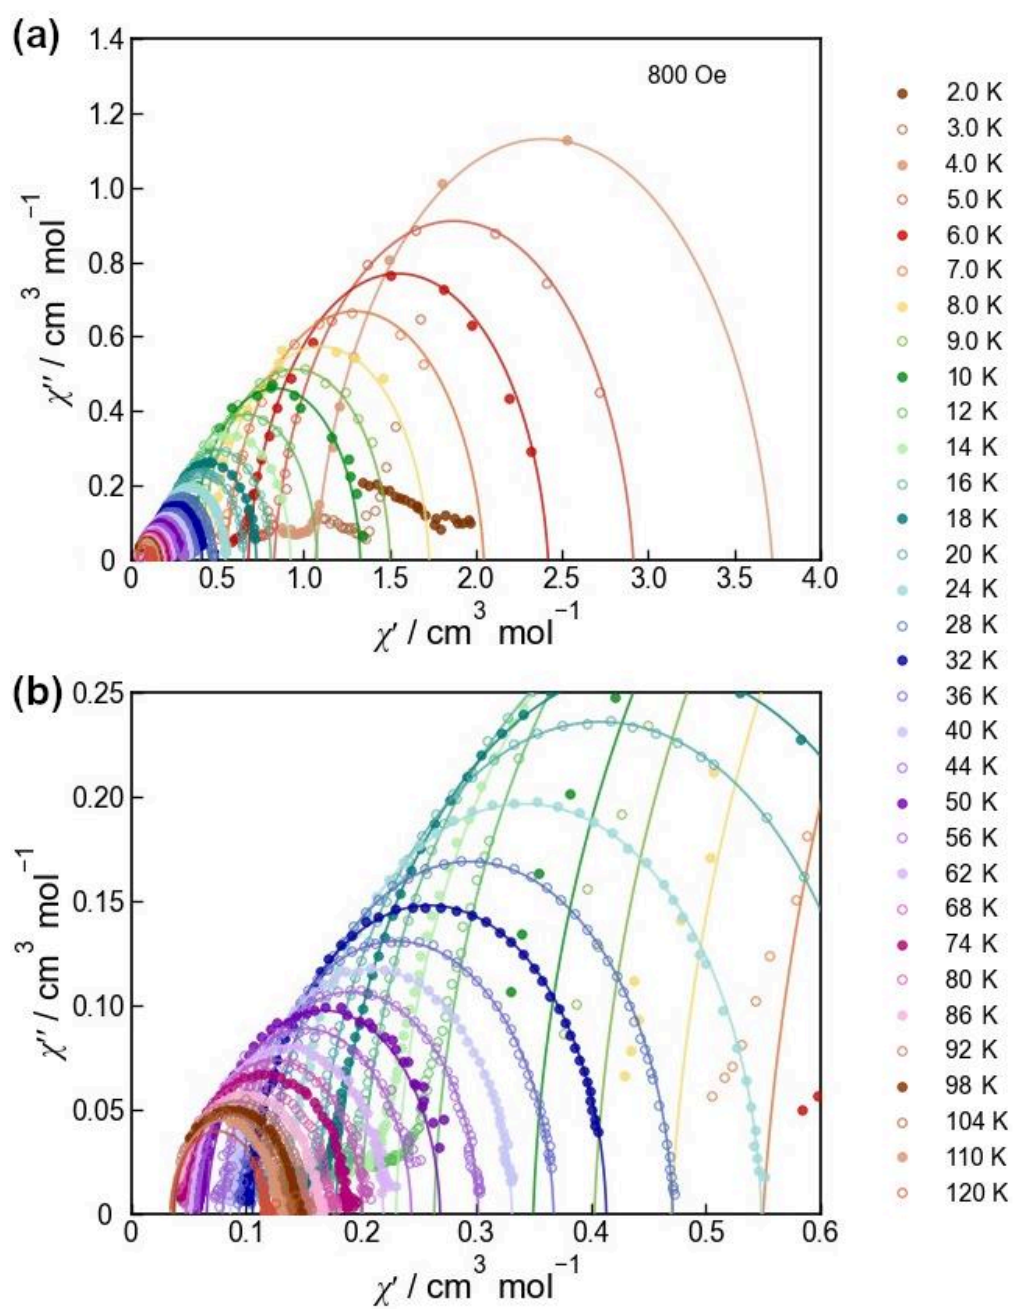 (a)
1.4
1.2
1.0
0.8
0.6
0.4
0.2
0
χ″ / cm³ mol⁻¹
800 Oe
0 0.5 1.0 1.5 2.0 2.5 3.0 3.5 4.0
χ′ / cm³ mol⁻¹
(b)
0.25
0.20
0.15
0.10
0.05
0
χ″ / cm³ mol⁻¹
0 0.1 0.2 0.3 0.4 0.5 0.6
χ′ / cm³ mol⁻¹
2.0 K
3.0 K
4.0 K
5.0 K
6.0 K
7.0 K
8.0 K
9.0 K
10 K
12 K
14 K
16 K
18 K
20 K
24 K
28 K
32 K
36 K
40 K
44 K
50 K
56 K
62 K
68 K
74 K
80 K
86 K
92 K
98 K
104 K
110 K
120 K